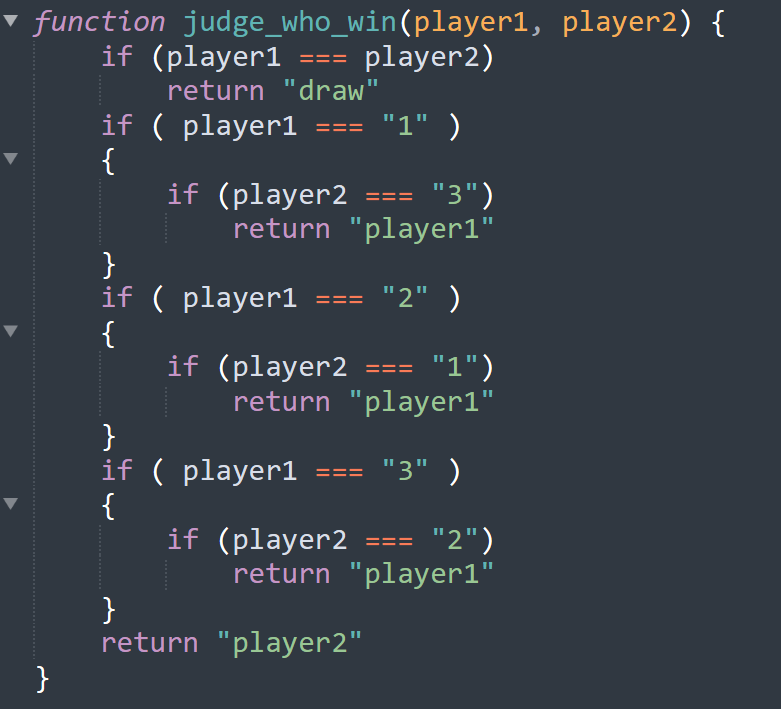 function judge_who_win(player1, player2) {
    if (player1 === player2)
        return "draw"
    if ( player1 === "1" )
    {
        if (player2 === "3")
            return "player1"
    }
    if ( player1 === "2" )
    {
        if (player2 === "1")
            return "player1"
    }
    if ( player1 === "3" )
    {
        if (player2 === "2")
            return "player1"
    }
    return "player2"
}